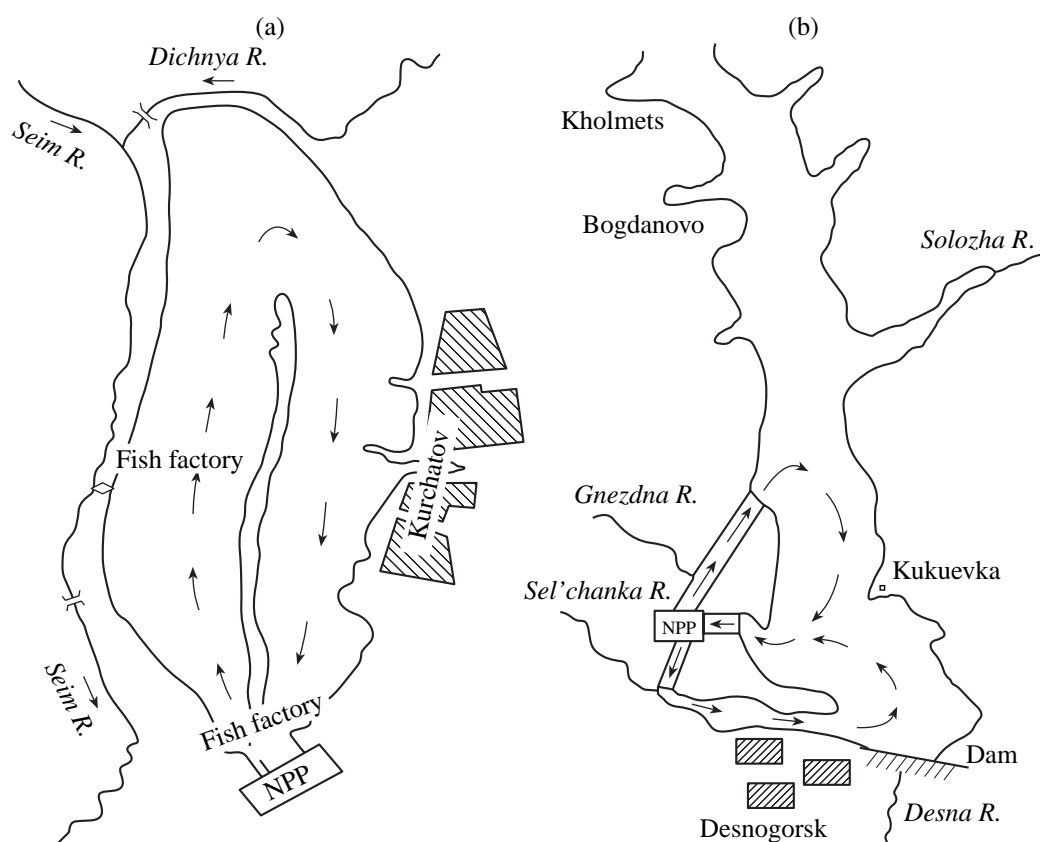 (a)
Dichnya R.
Seim R.
Fish factory
Kurchatov
Seim R.
Fish factory
NPP
(b)
Kholmets
Bogdanovo
Solozha R.
Gnezdna R.
Sel’chanka R.
Kukuevka
NPP
Dam
Desnogorsk
Desna R.